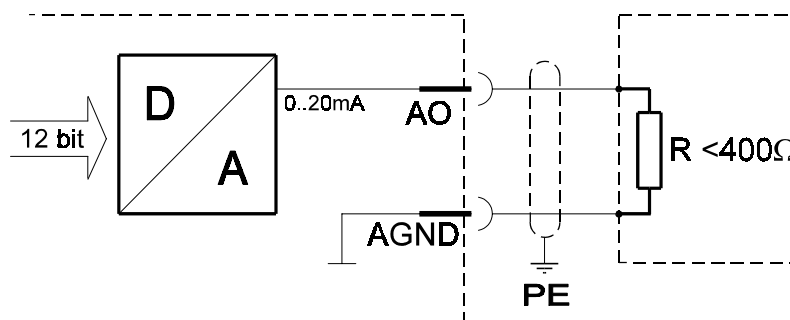 D
0..20mA
AO
12 bit
A
R <400Ω
AGND
PE